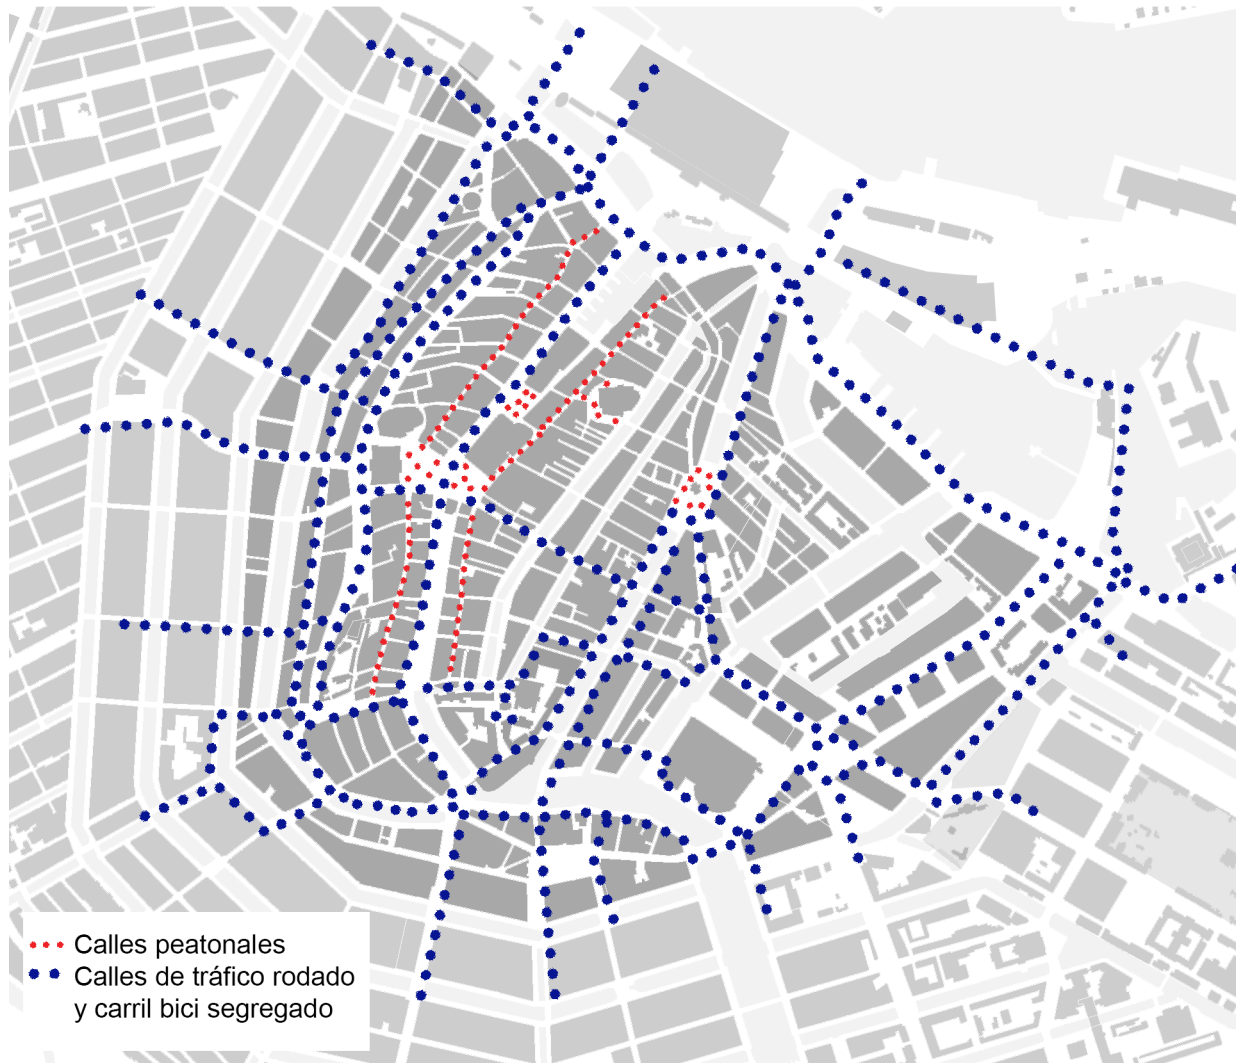 Calles peatonales
Calles de tráfico rodado
y carril bici segregado